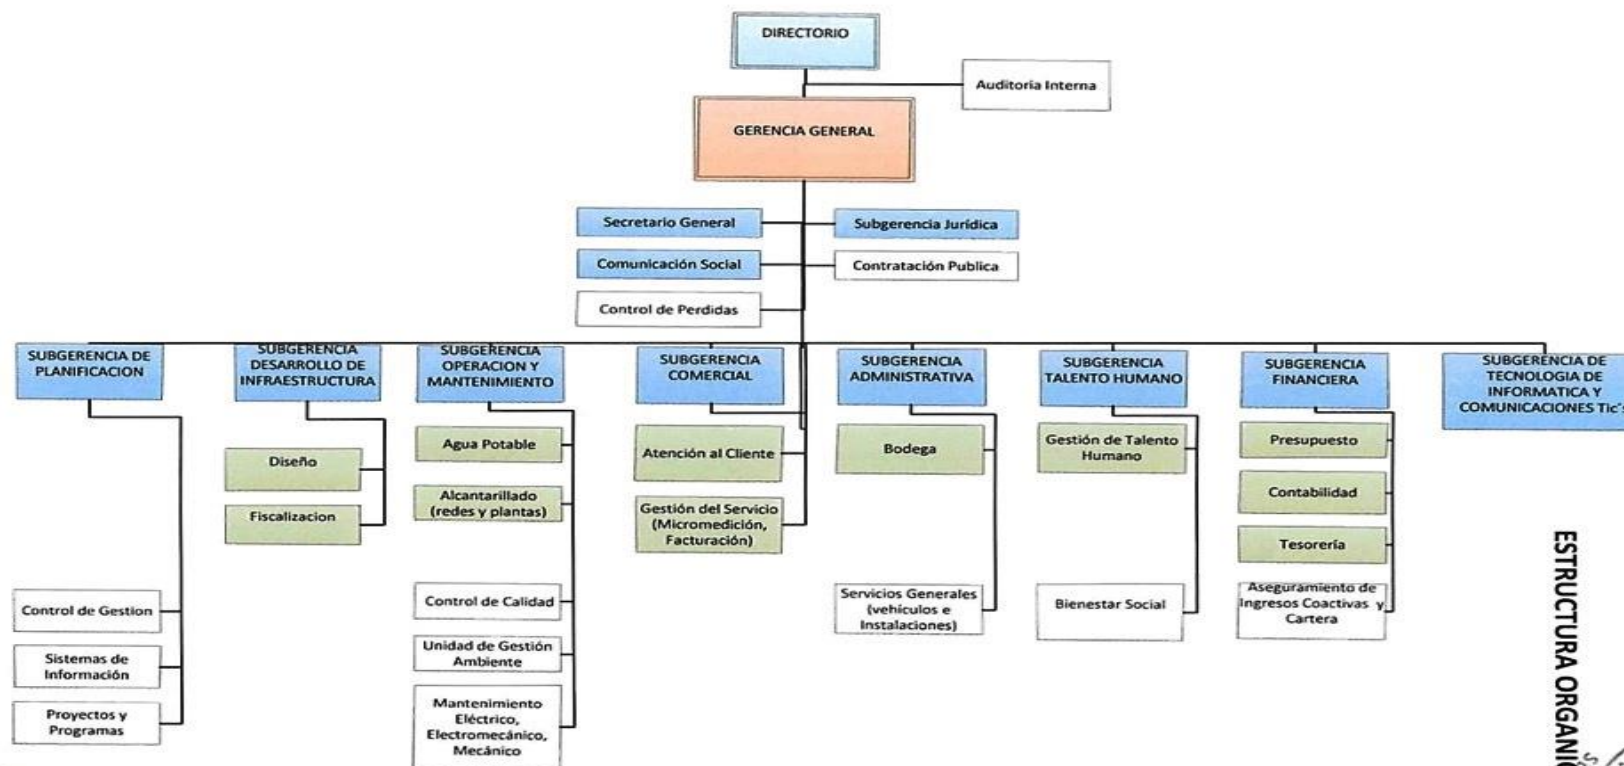 DIRECTORIO
Auditoria Interna
GERENCIA GENERAL
Secretario General
Subgerencia Jurídica
Comunicación Social
Contratación Publica
Control de Perdidas
SUBGERENCIA DE
PLANIFICACION
SUBGERENCIA
DESARROLLO DE
INFRAESTRUCTURA
SUBGERENCIA
OPERACION Y
MANTENIMIENTO
SUBGERENCIA
COMERCIAL
SUBGERENCIA
ADMINISTRATIVA
SUBGERENCIA
TALENTO HUMANO
SUBGERENCIA
FINANCIERA
SUBGERENCIA DE
TECNOLOGIA DE
INFORMATICA Y
COMUNICACIONES Tic's
Control de Gestion
Sistemas de
Información
Proyectos y
Programas
Diseño
Fiscalizacion
Agua Potable
Alcantarillado
(redes y plantas)
Control de Calidad
Unidad de Gestión
Ambiente
Mantenimiento
Eléctrico,
Electromecánico,
Mecánico
Atención al Cliente
Gestión del Servicio
(Micromedición,
Facturación)
Bodega
Servicios Generales
(vehículos e
Instalaciones)
Gestión de Talento
Humano
Bienestar Social
Presupuesto
Contabilidad
Tesorería
Aseguramiento de
Ingresos Coactivas y
Cartera
ESTRUCTURA ORGANIC